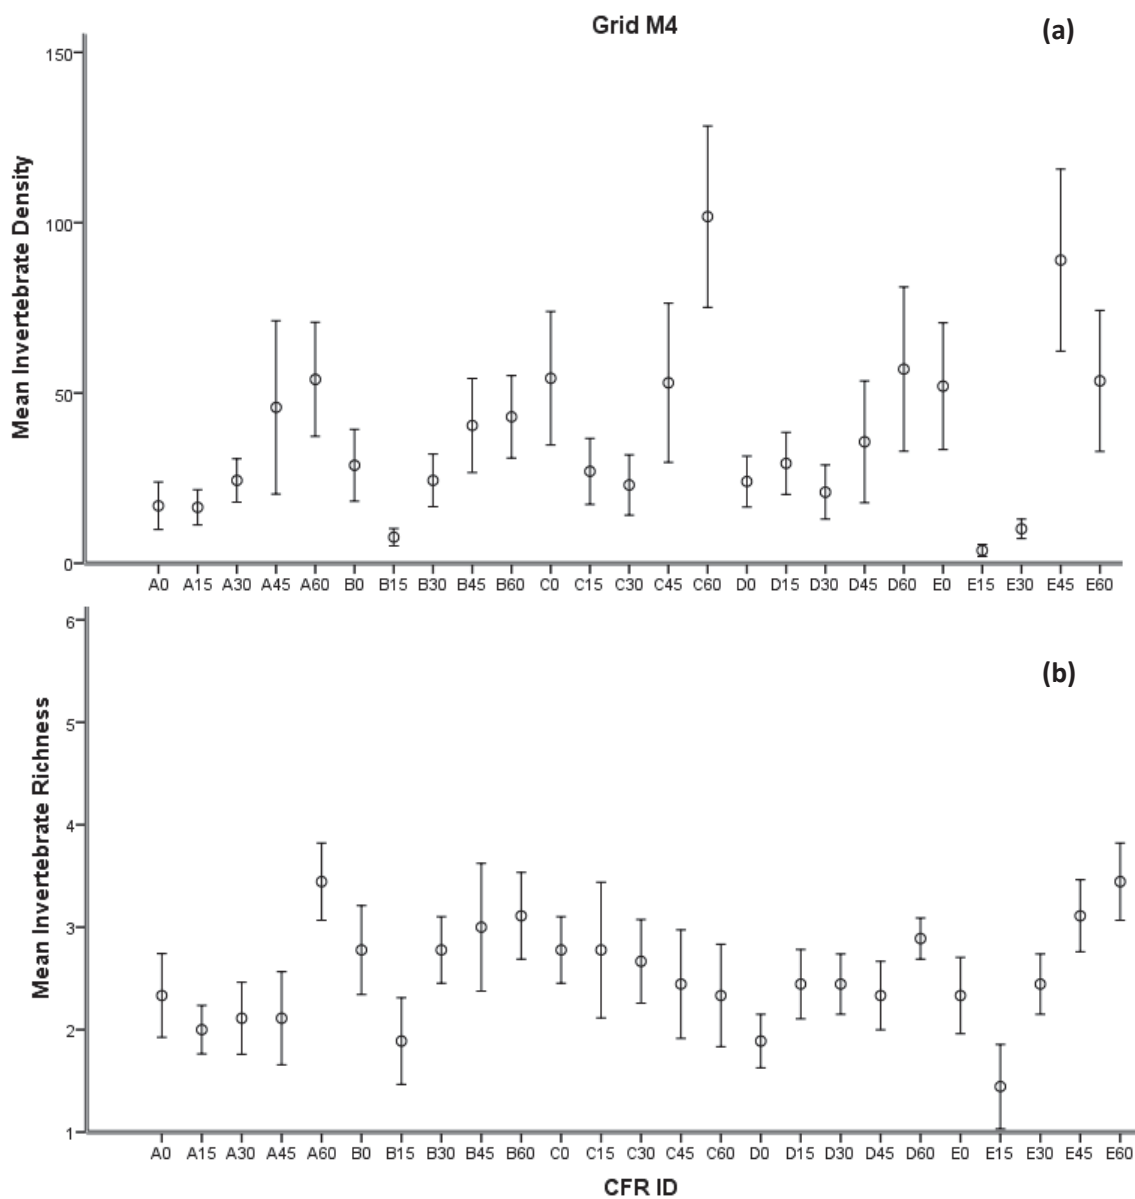 Grid M4
(a)
Mean Invertebrate Density
150
100
50
0
A0 A15 A30 A45 A60 B0 B15 B30 B45 B60 C0 C15 C30 C45 C60 D0 D15 D30 D45 D60 E0 E15 E30 E45 E60
(b)
Mean Invertebrate Richness
6
5
4
3
2
1
A0 A15 A30 A45 A60 B0 B15 B30 B45 B60 C0 C15 C30 C45 C60 D0 D15 D30 D45 D60 E0 E15 E30 E45 E60
CFR ID